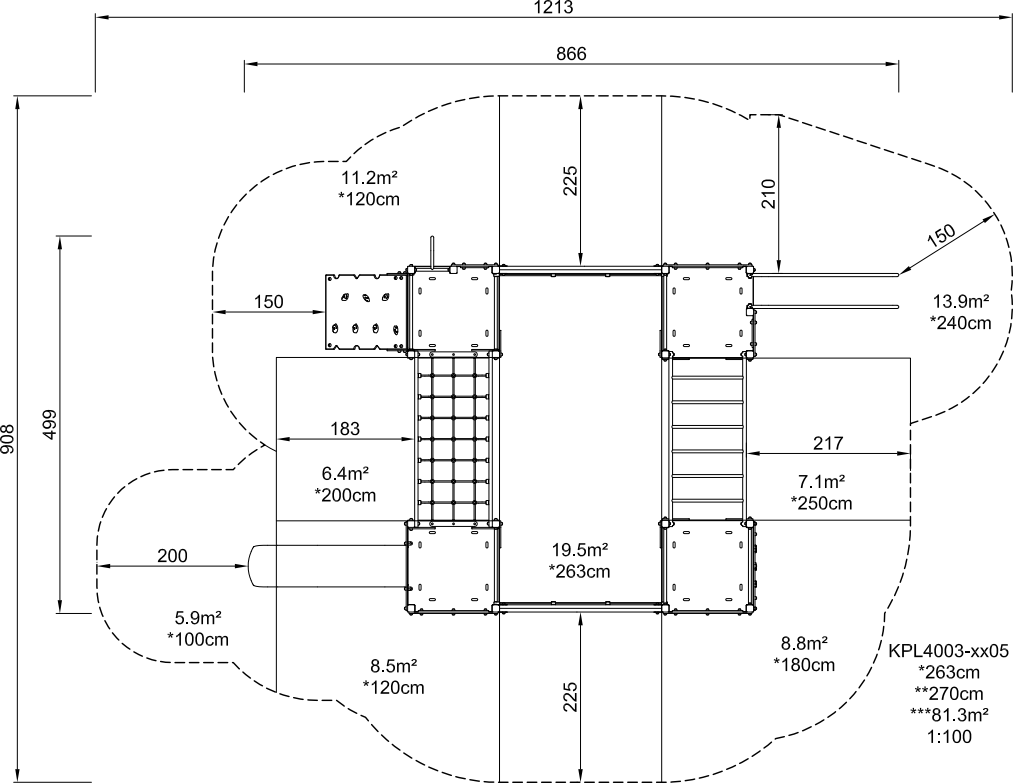 1213
866
11.2m²
*120cm
225
210
150
150
13.9m²
*240cm
499
908
183
217
6.4m²
*200cm
7.1m²
*250cm
200
19.5m²
*263cm
5.9m²
*100cm
8.5m²
*120cm
225
8.8m²
*180cm
KPL4003-xx05
*263cm
**270cm
***81.3m²
1:100